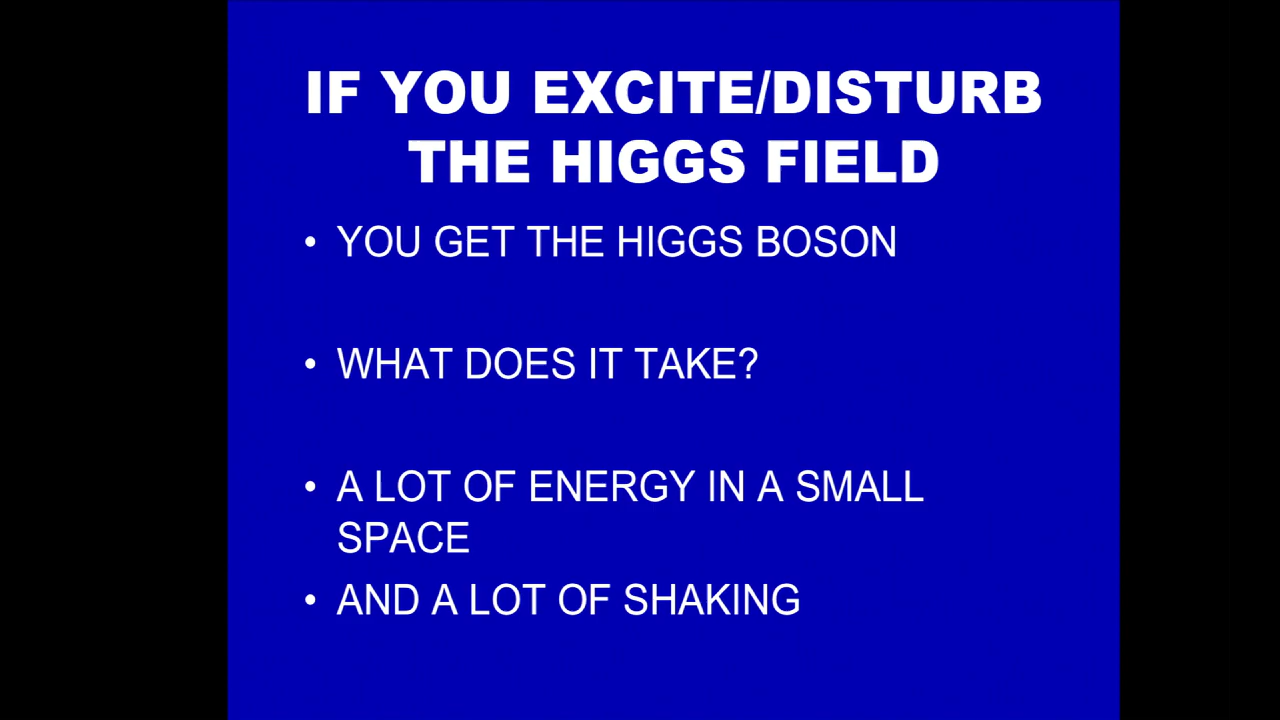 IF YOU EXCITE/DISTURB
THE HIGGS FIELD
• YOU GET THE HIGGS BOSON
• WHAT DOES IT TAKE?
• A LOT OF ENERGY IN A SMALL
SPACE
• AND A LOT OF SHAKING